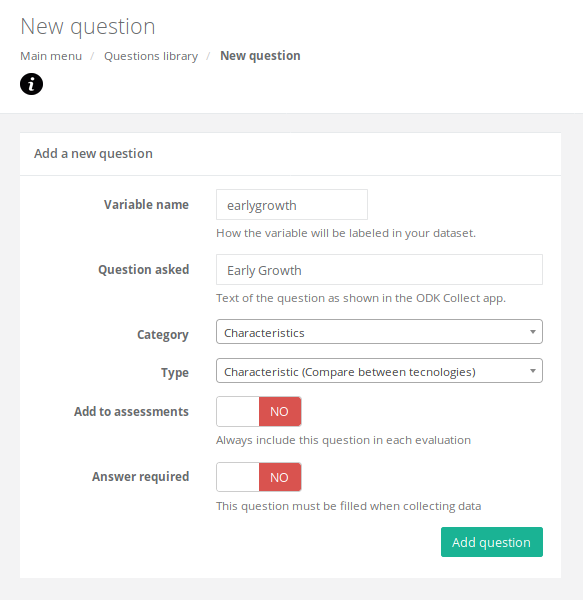 New question
Main menu / Questions library / New question
i
Add a new question
Variable name earlygrowth
How the variable will be labeled in your dataset.
Question asked Early Growth
Text of the question as shown in the ODK Collect app.
Category Characteristics
Type Characteristic (Compare between tecnologies)
Add to assessments NO
Always include this question in each evaluation
Answer required NO
This question must be filled when collecting data
Add question